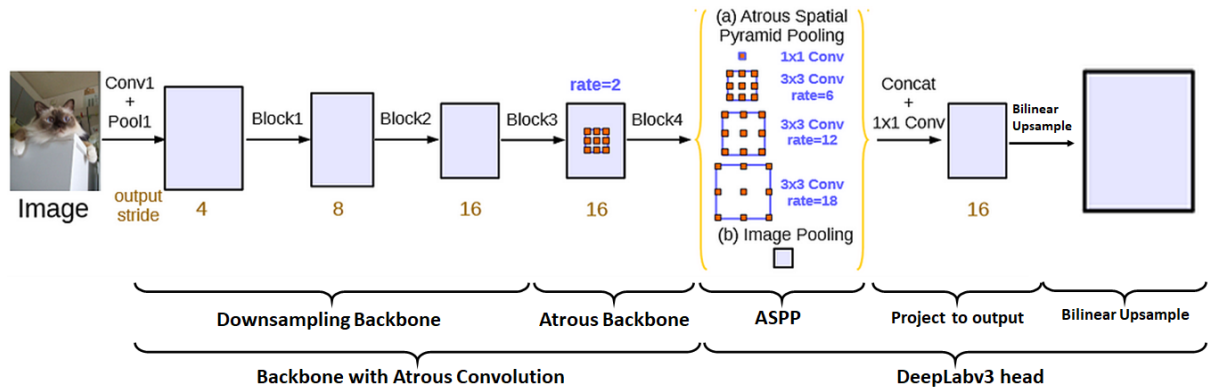 (a) Atrous Spatial
Pyramid Pooling
1x1 Conv
3x3 Conv
rate=6
3x3 Conv
rate=12
3x3 Conv
rate=18
(b) Image Pooling
Conv1
+
Pool1
Block1
Block2
Block3
rate=2
Block4
Concat
+
1x1 Conv
Bilinear
Upsample
Image
output
stride
4
8
16
16
16
Downsampling Backbone
Atrous Backbone
ASPP
Project to output
Bilinear Upsample
Backbone with Atrous Convolution
DeepLabv3 head